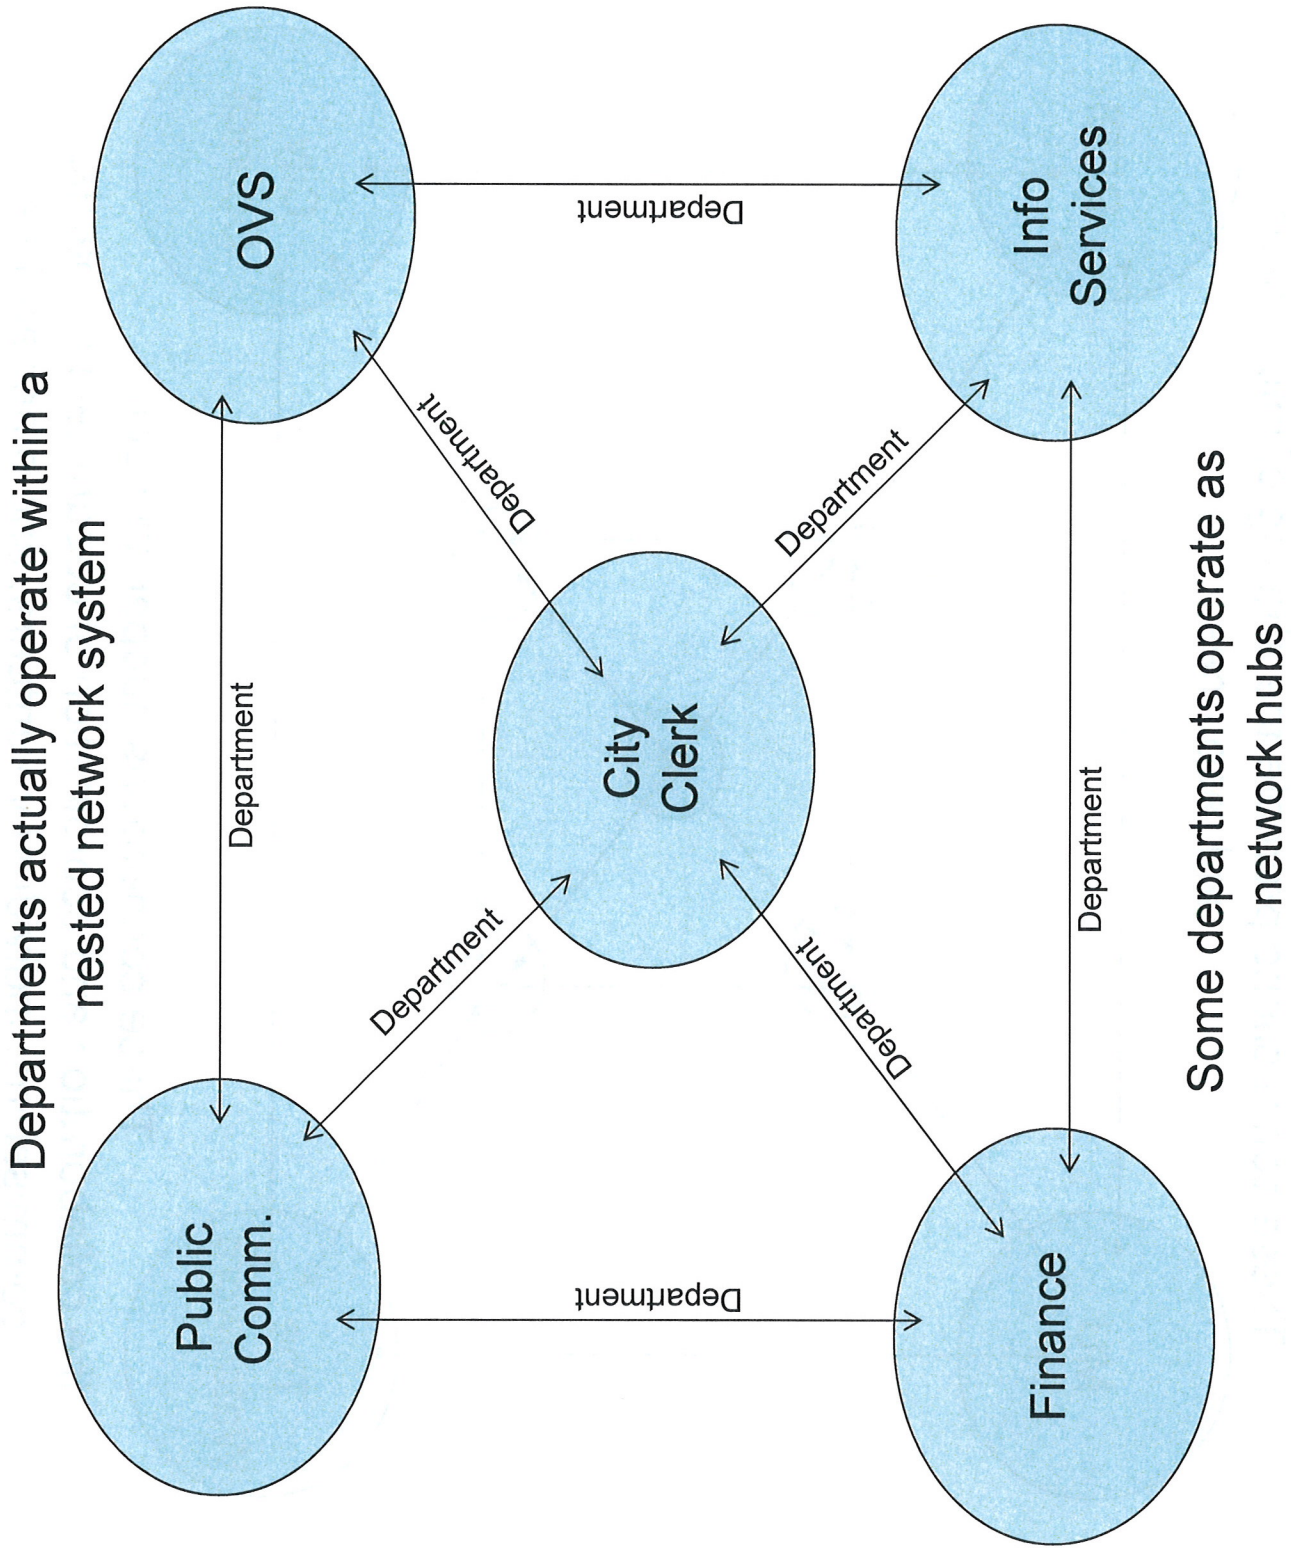 Departments actually operate within a
nested network system
Public
Comm.
Department
OVS
Department
Department
Department
City
Clerk
Department
Department
Department
Finance
Department
Info
Services
Some departments operate as
network hubs